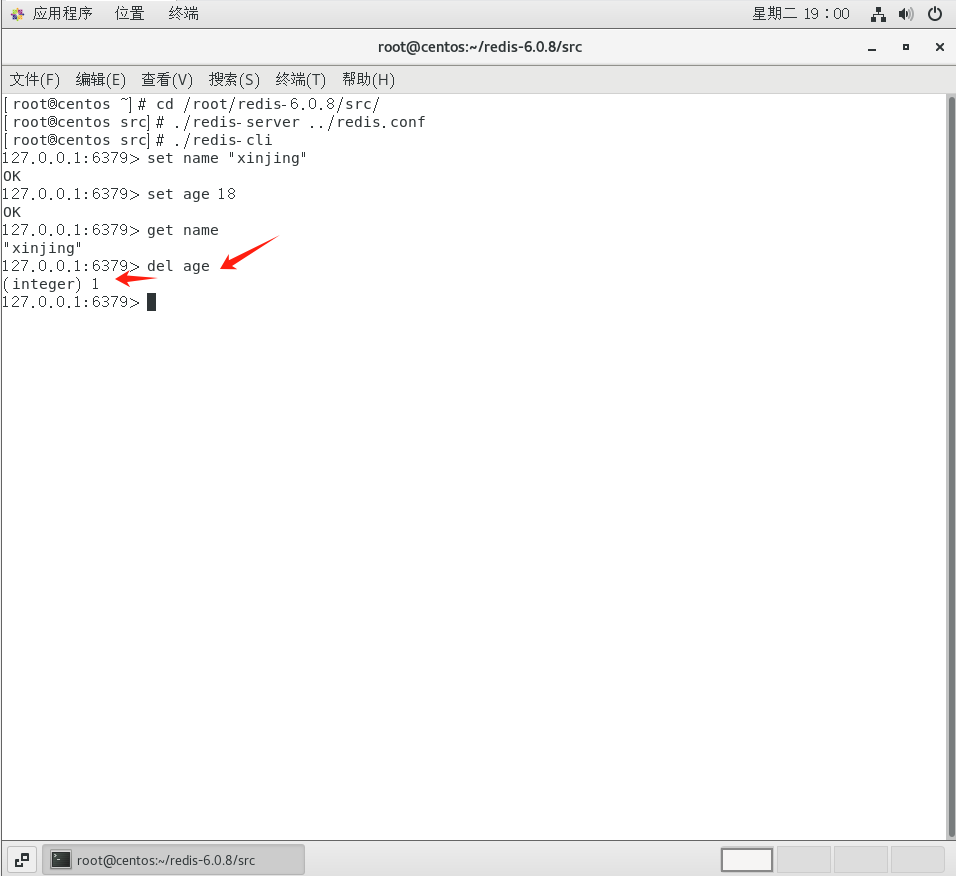 应用程序 位置 终端 星期二 19：00
root@centos:~/redis-6.0.8/src
文件(F) 编辑(E) 查看(V) 搜索(S) 终端(T) 帮助(H)
[root@centos ~]# cd /root/redis-6.0.8/src/
[root@centos src]# ./redis-server ../redis.conf
[root@centos src]# ./redis-cli
127.0.0.1:6379> set name "xinjing"
OK
127.0.0.1:6379> set age 18
OK
127.0.0.1:6379> get name
"xinjing"
127.0.0.1:6379> del age
(integer) 1
127.0.0.1:6379>
root@centos:~/redis-6.0.8/src